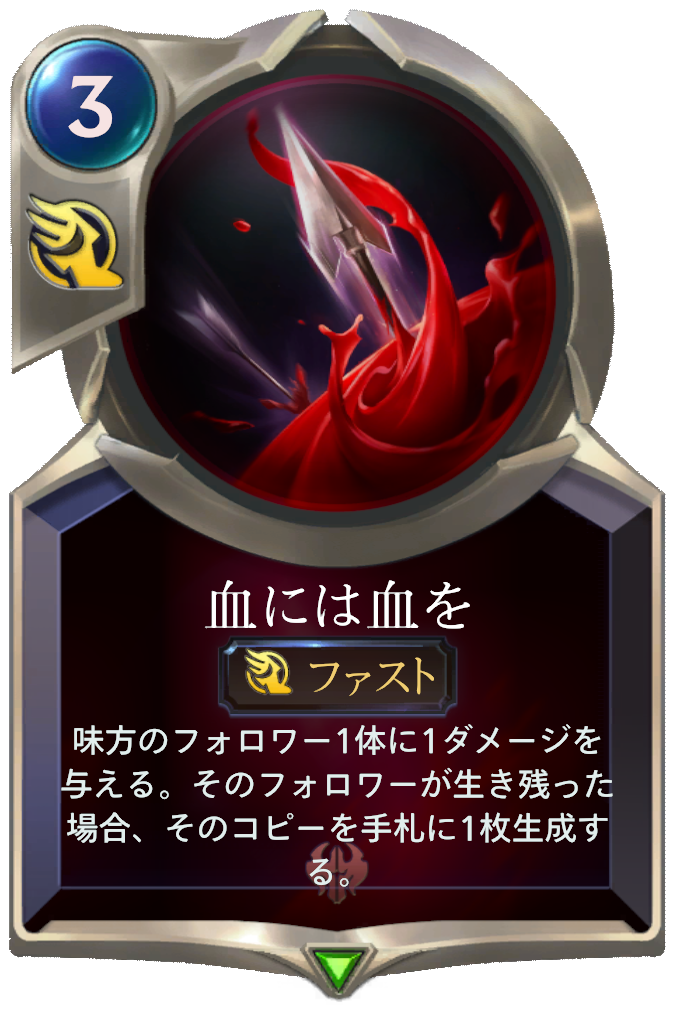 3
血には血を
ファスト
味方のフォロワー1体に1ダメージを
与える。そのフォロワーが生き残った
場合、そのコピーを手札に1枚生成す
る。